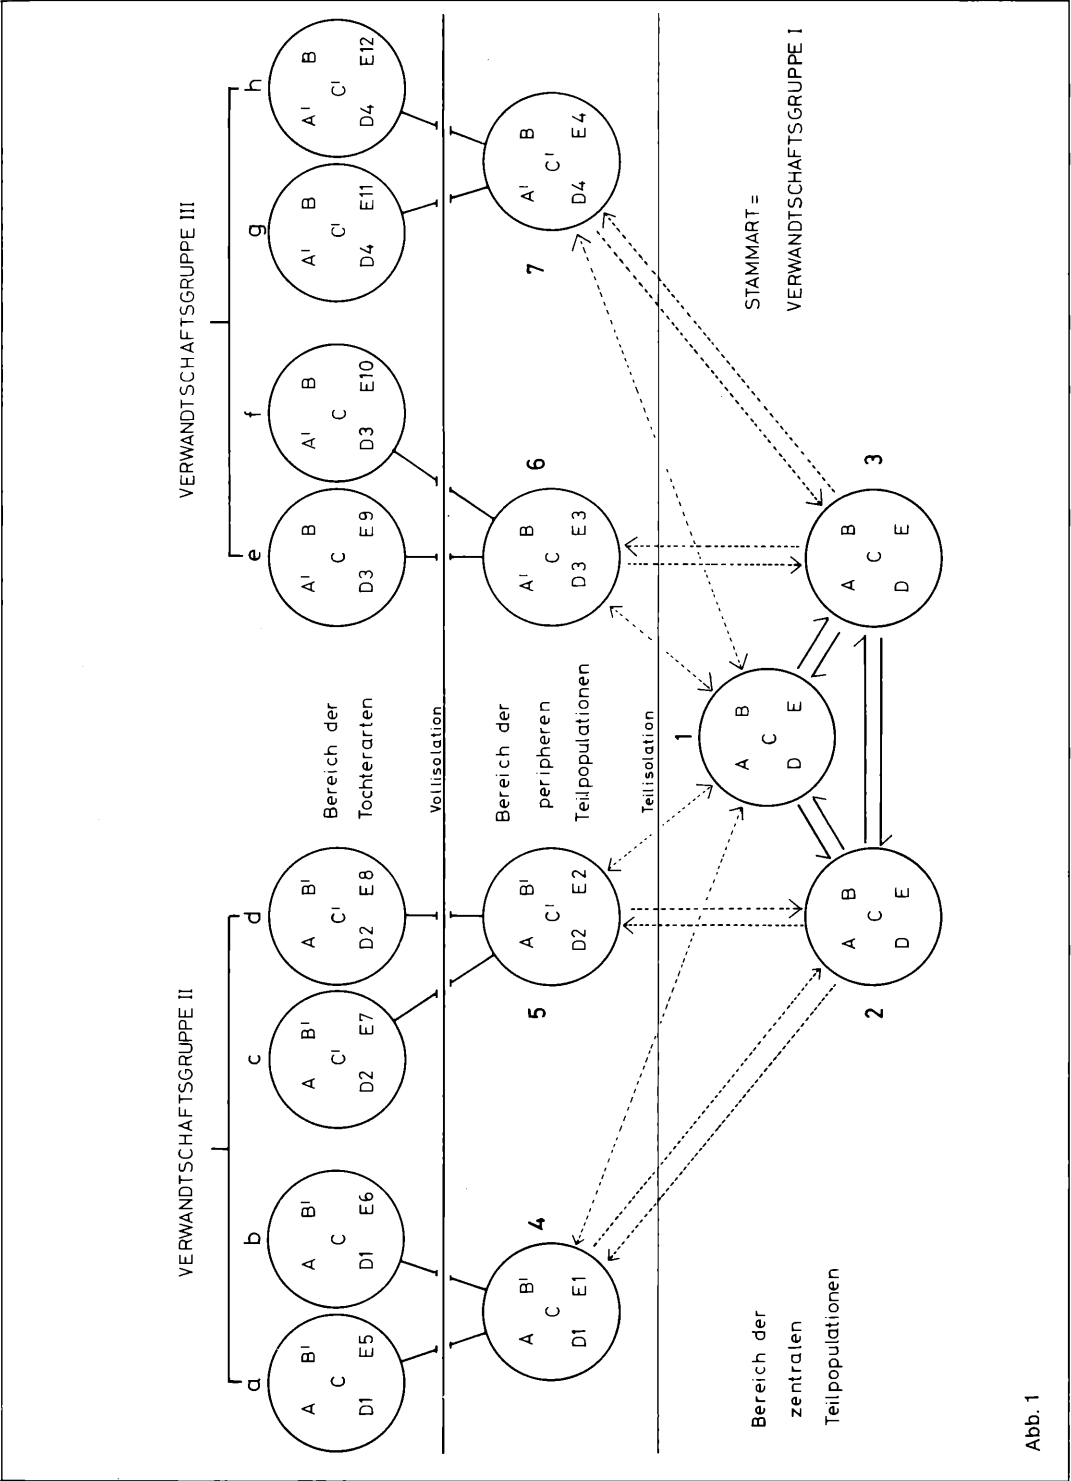 VERWANDTSCHAFTSGRUPPE II
VERWANDTSCHAFTSGRUPPE III
a
b
c
d
e
f
g
h
A B'
C
D1 E5
A B'
C
D1 E6
A B'
C'
D2 E7
A B'
C'
D2 E8
Bereich der
Tochterarten
A' B
C
D3 E9
A' B
C
D3 E10
A' B
C'
D4 E11
A' B
C'
D4 E12
Vollisolation
4
A B'
C
D1 E1
5
A B'
C'
D2 E2
Bereich der
peripheren
Teilpopulationen
6
A' B
C
D3 E3
7
A' B
C'
D4 E4
Teilisolation
1
A B
C
D E
2
A B
C
D E
3
A B
C
D E
Bereich der
zentralen
Teilpopulationen
STAMMART =
VERWANDTSCHAFTSGRUPPE I
Abb. 1